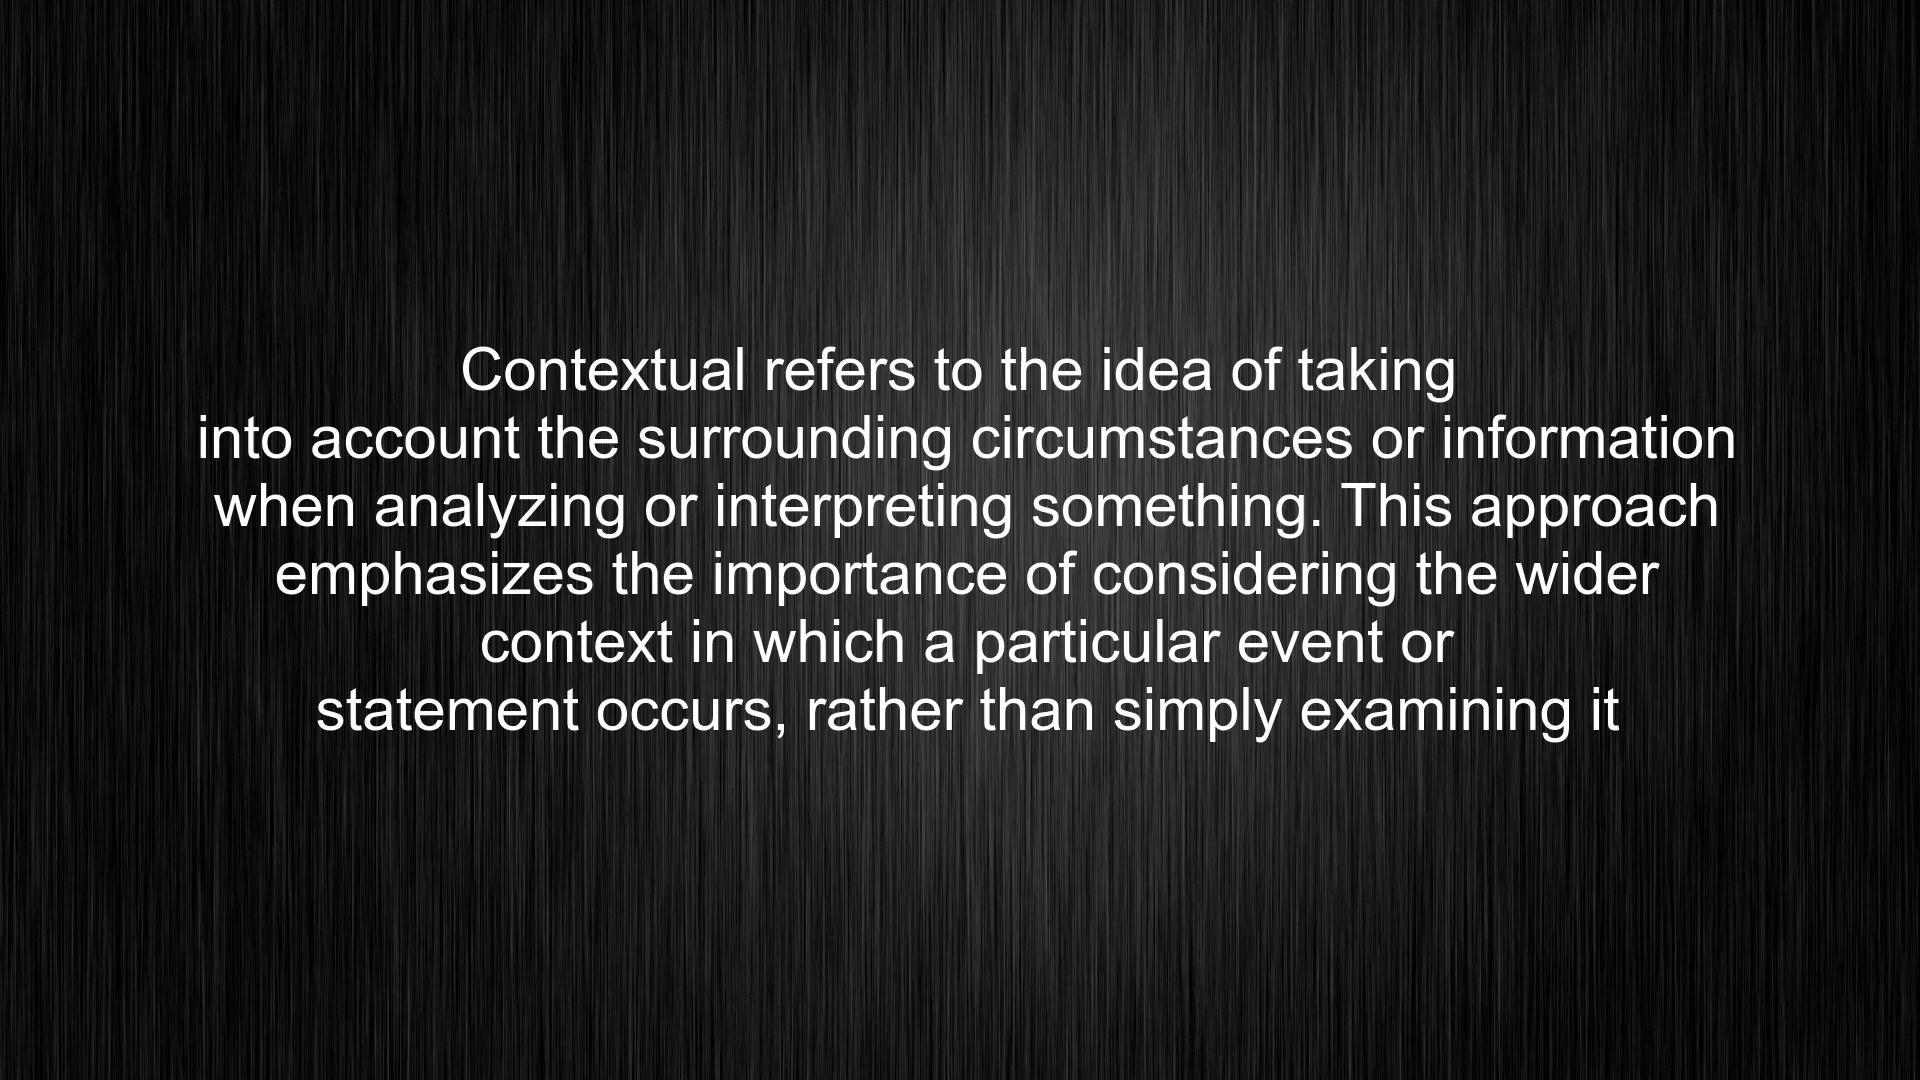 Contextual refers to the idea of taking
into account the surrounding circumstances or information
when analyzing or interpreting something. This approach
emphasizes the importance of considering the wider
context in which a particular event or
statement occurs, rather than simply examining it